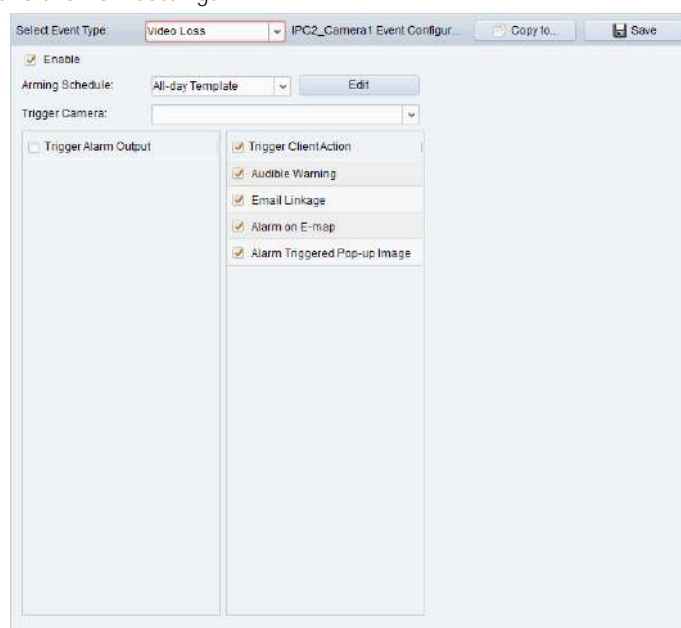 Select Event Type: Video Loss IPC2_Camera1 Event Configur... Copy to... Save
Enable
Arming Schedule: All-day Template Edit
Trigger Camera:
Trigger Alarm Output Trigger Client Action
Audible Warning
Email Linkage
Alarm on E-map
Alarm Triggered Pop-up Image